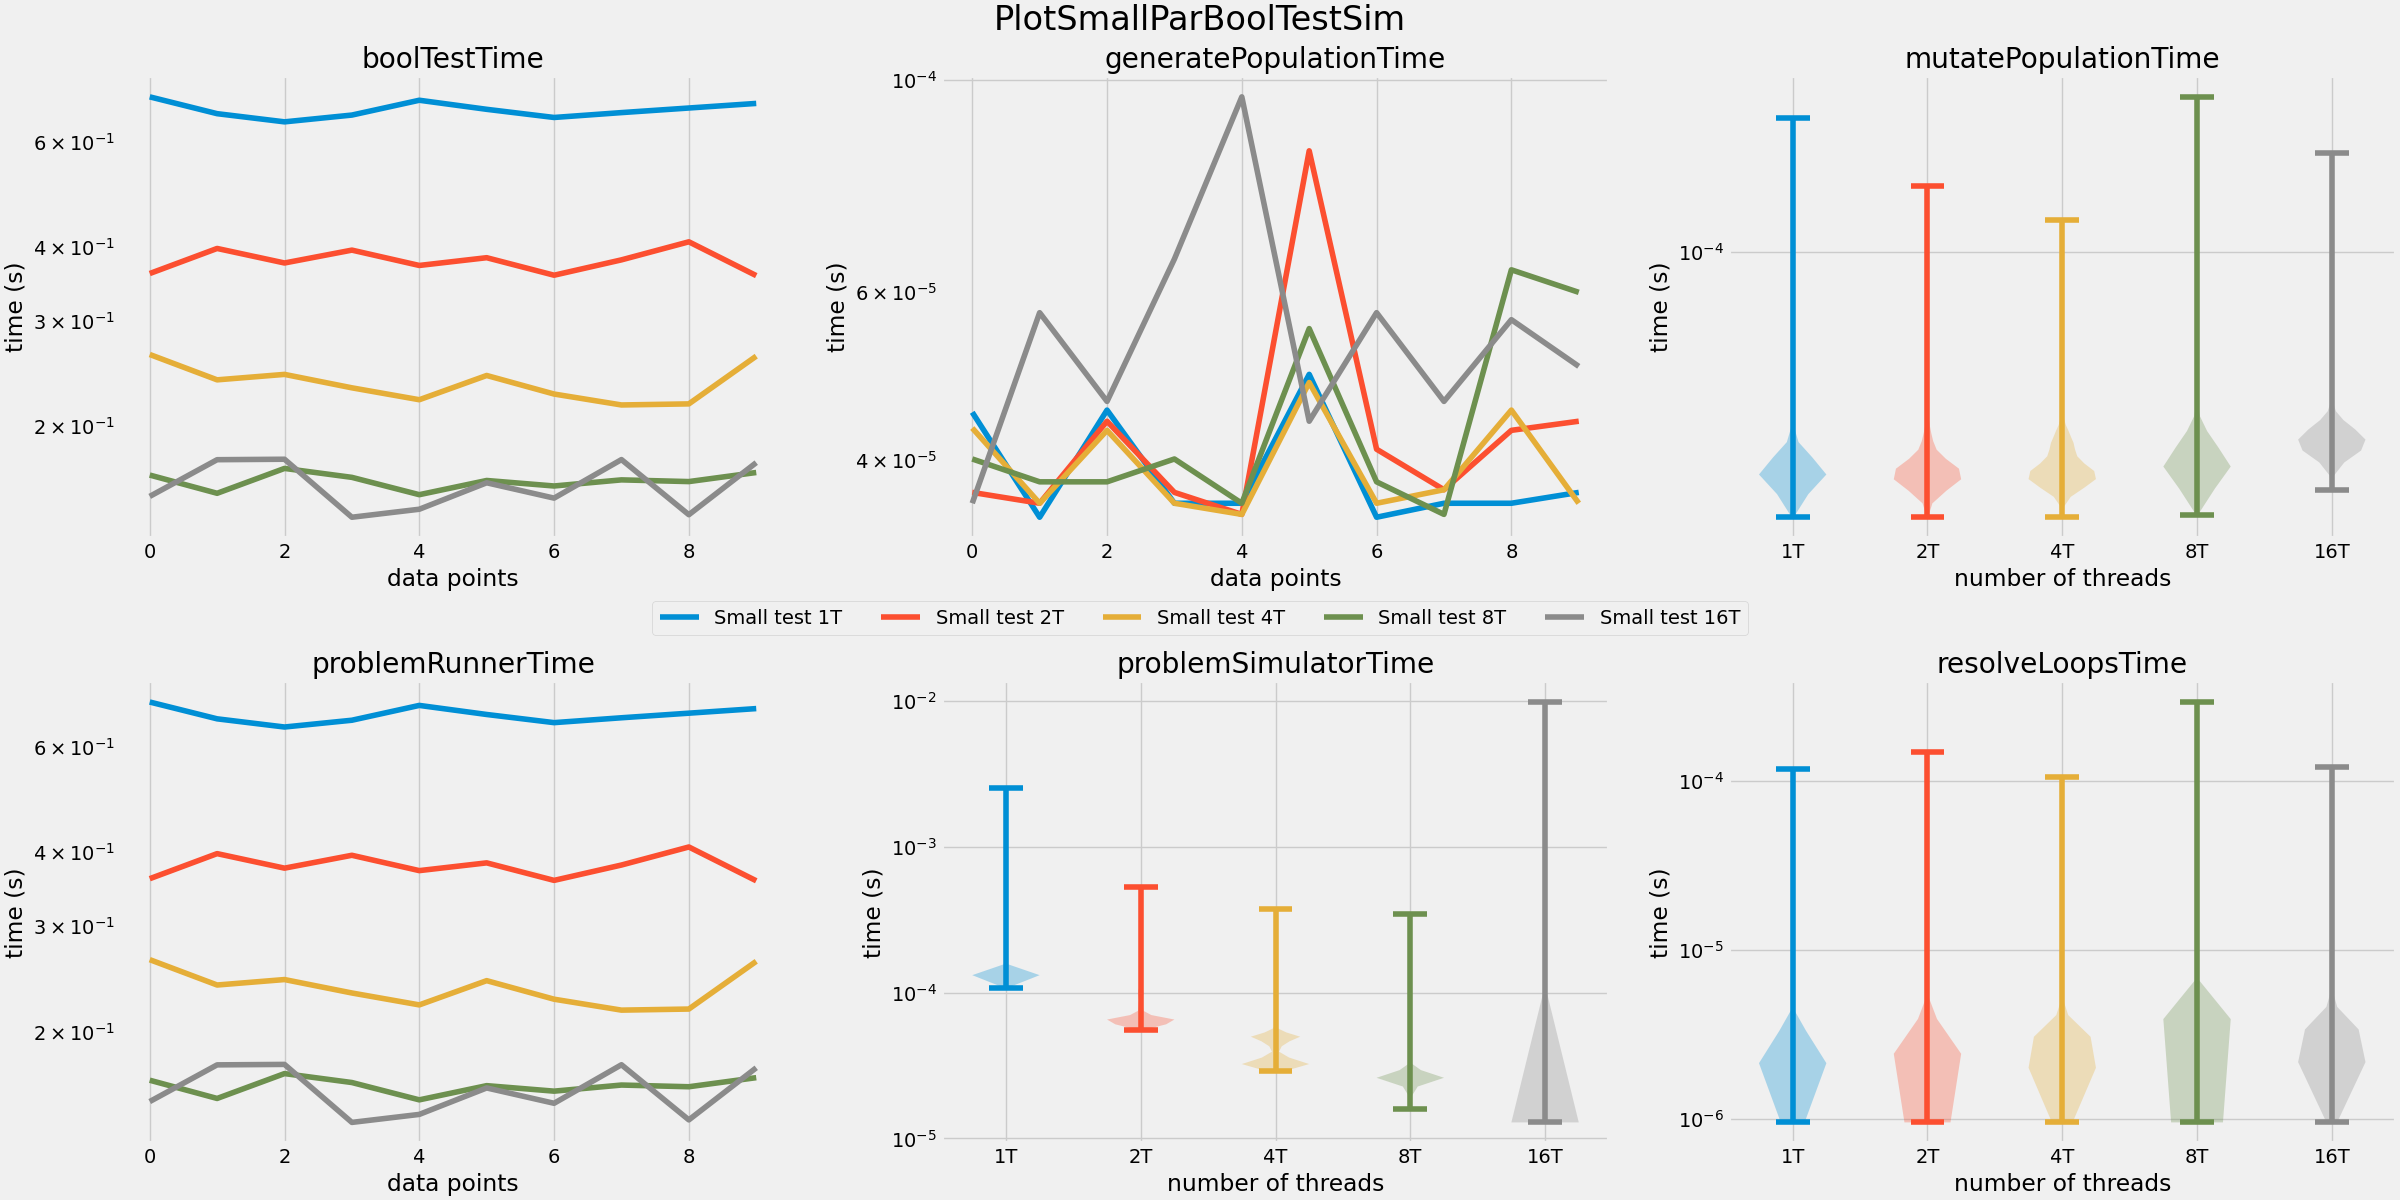 PlotSmallParBoolTestSim
boolTestTime
time (s)
6 × 10⁻¹
4 × 10⁻¹
3 × 10⁻¹
2 × 10⁻¹
0 2 4 6 8
data points
generatePopulationTime
time (s)
10⁻⁴
6 × 10⁻⁵
4 × 10⁻⁵
0 2 4 6 8
data points
mutatePopulationTime
time (s)
10⁻⁴
1T 2T 4T 8T 16T
number of threads
Small test 1T Small test 2T Small test 4T Small test 8T Small test 16T
problemRunnerTime
time (s)
6 × 10⁻¹
4 × 10⁻¹
3 × 10⁻¹
2 × 10⁻¹
0 2 4 6 8
data points
problemSimulatorTime
time (s)
10⁻²
10⁻³
10⁻⁴
10⁻⁵
1T 2T 4T 8T 16T
number of threads
resolveLoopsTime
time (s)
10⁻⁴
10⁻⁵
10⁻⁶
1T 2T 4T 8T 16T
number of threads